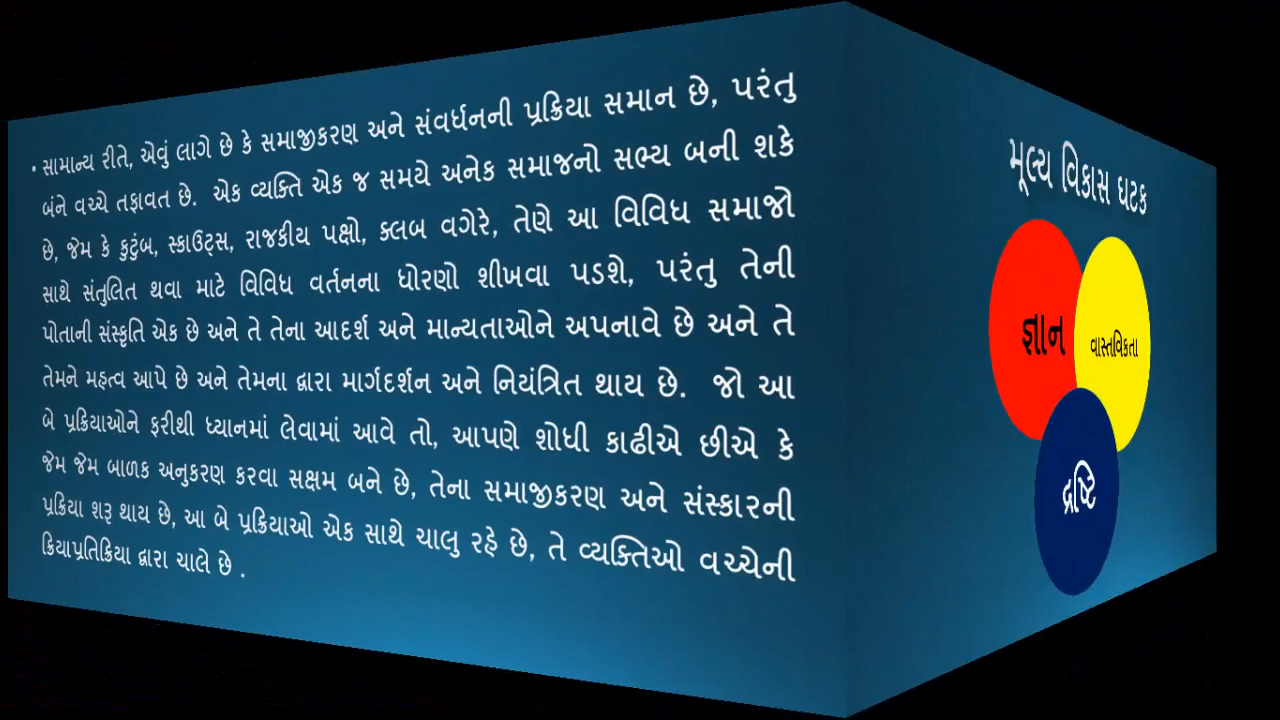 • સામાન્ય રીતે, એવું લાગે છે કે સમાજીકરણ અને સંવર્ધનની પ્રક્રિયા સમાન છે, પરંતુ
બંને વચ્ચે તફાવત છે. એક વ્યક્તિ એક જ સમયે અનેક સમાજનો સભ્ય બની શકે
છે, જેમ કે કુટુંબ, સ્કાઉટ્સ, રાજકીય પક્ષો, ક્લબ વગેરે, તેણે આ વિવિધ સમાજો
સાથે સંતુલિત થવા માટે વિવિધ વર્તનના ધોરણો શીખવા પડશે, પરંતુ તેની
પોતાની સંસ્કૃતિ એક છે અને તે તેના આદર્શ અને માન્યતાઓને અપનાવે છે અને તે
તેમને મહત્વ આપે છે અને તેમના દ્વારા માર્ગદર્શન અને નિયંત્રિત થાય છે. જો આ
બે પ્રક્રિયાઓને ફરીથી ધ્યાનમાં લેવામાં આવે તો, આપણે શોધી કાઢીએ છીએ કે
જેમ જેમ બાળક અનુકરણ કરવા સક્ષમ બને છે, તેના સમાજીકરણ અને સંસ્કારની
પ્રક્રિયા શરૂ થાય છે, આ બે પ્રક્રિયાઓ એક સાથે ચાલુ રહે છે, તે વ્યક્તિઓ વચ્ચેની
ક્રિયાપ્રતિક્રિયા દ્વારા ચાલે છે .
મૂલ્ય વિકાસ ઘટક
જ્ઞાન
વાસ્તવિકતા
દ્રષ્ટિ